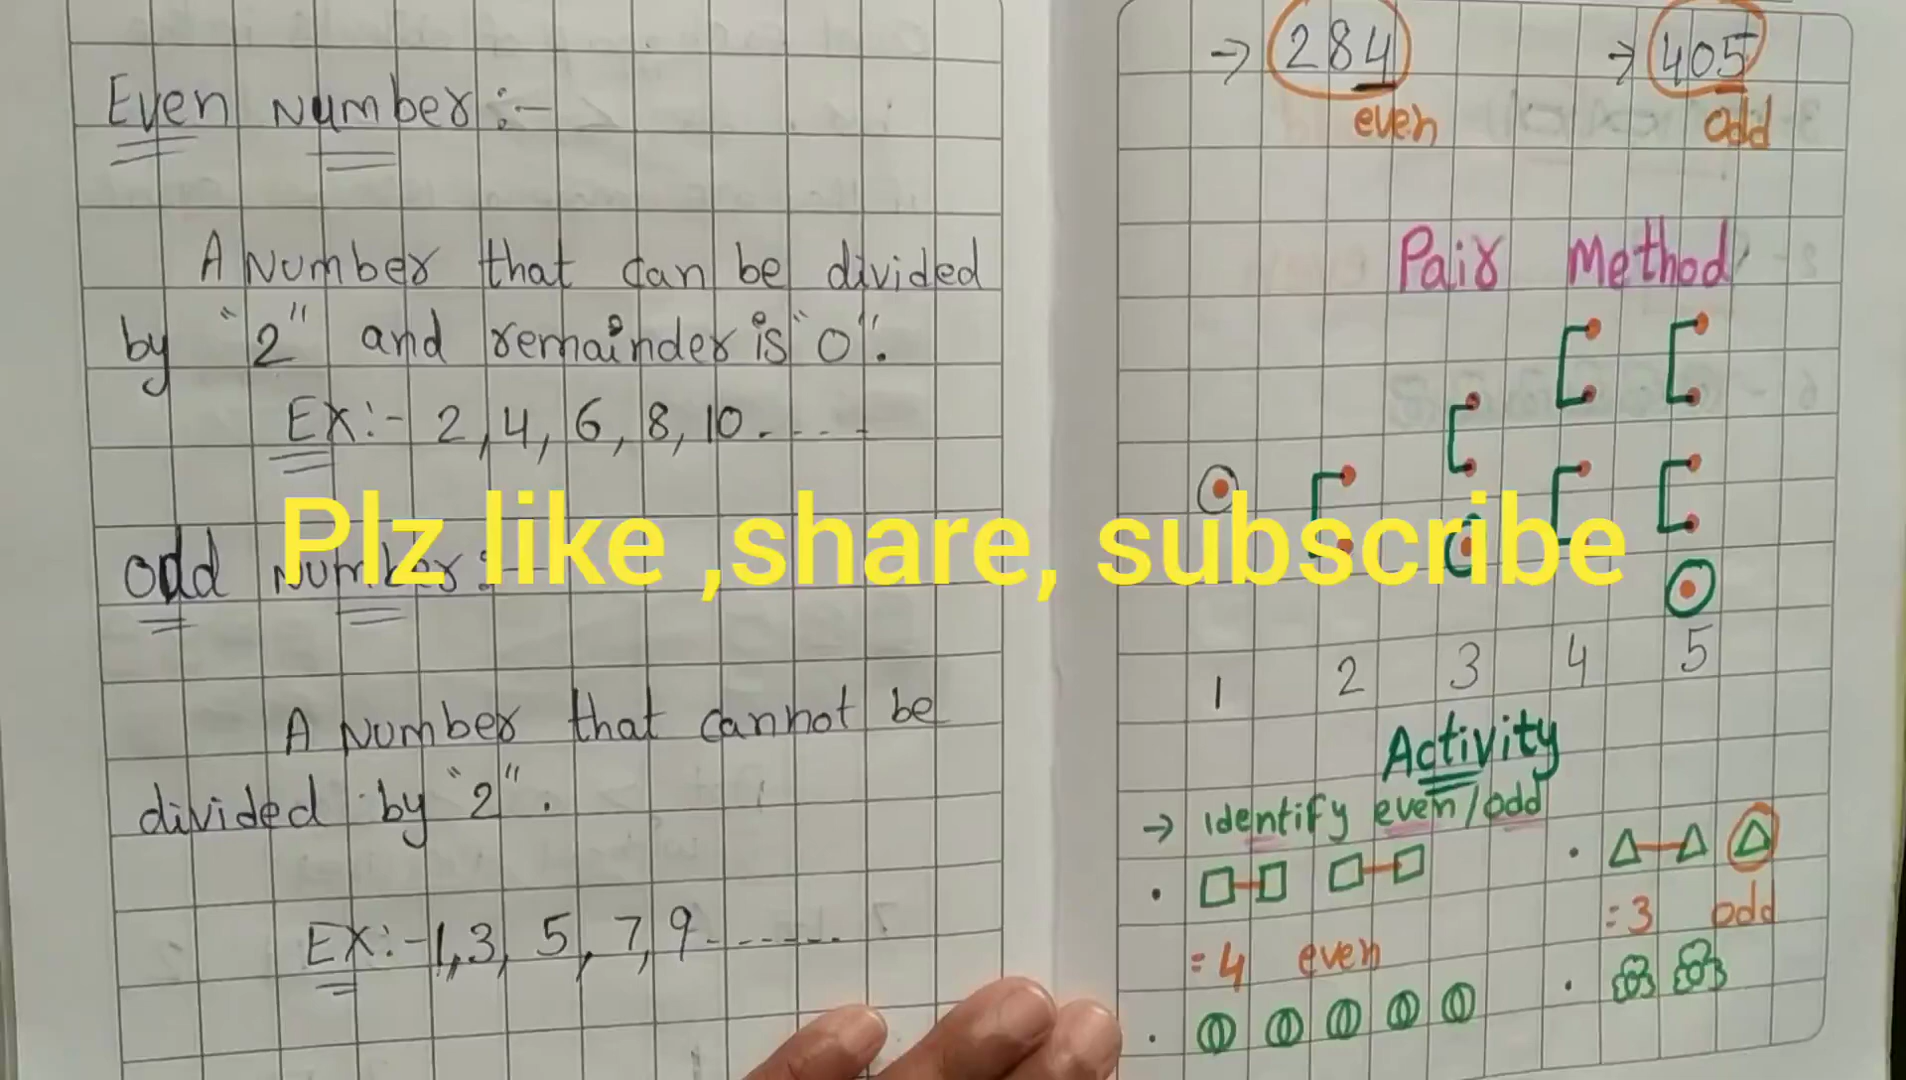 Even Number:-
A Number that can be divided
by "2" and remainder is "0".
Ex:- 2, 4, 6, 8, 10.....
odd Number:-
A Number that cannot be
divided by "2".
Ex:- 1, 3, 5, 7, 9.......
→ 284 → 405
even odd
Pair Method
1 2 3 4 5
Activity
→ identify even/odd
=3 odd
=4 even
Plz like ,share, subscribe